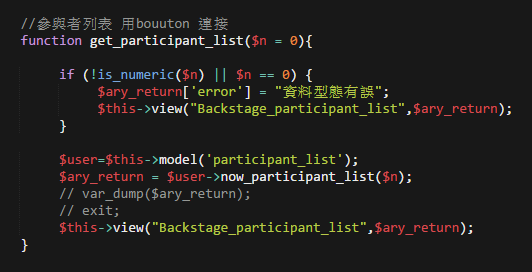 //參與者列表 用bouuton 連接
function get_participant_list($n = 0){
if (!is_numeric($n) || $n == 0) {
$ary_return['error'] = "資料型態有誤";
$this->view("Backstage_participant_list",$ary_return);
}
$user=$this->model('participant_list');
$ary_return = $user->now_participant_list($n);
// var_dump($ary_return);
// exit;
$this->view("Backstage_participant_list",$ary_return);
}